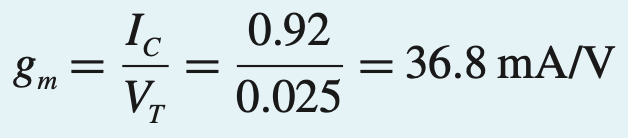 g_m = I_C / V_T = 0.92 / 0.025 = 36.8 mA/V